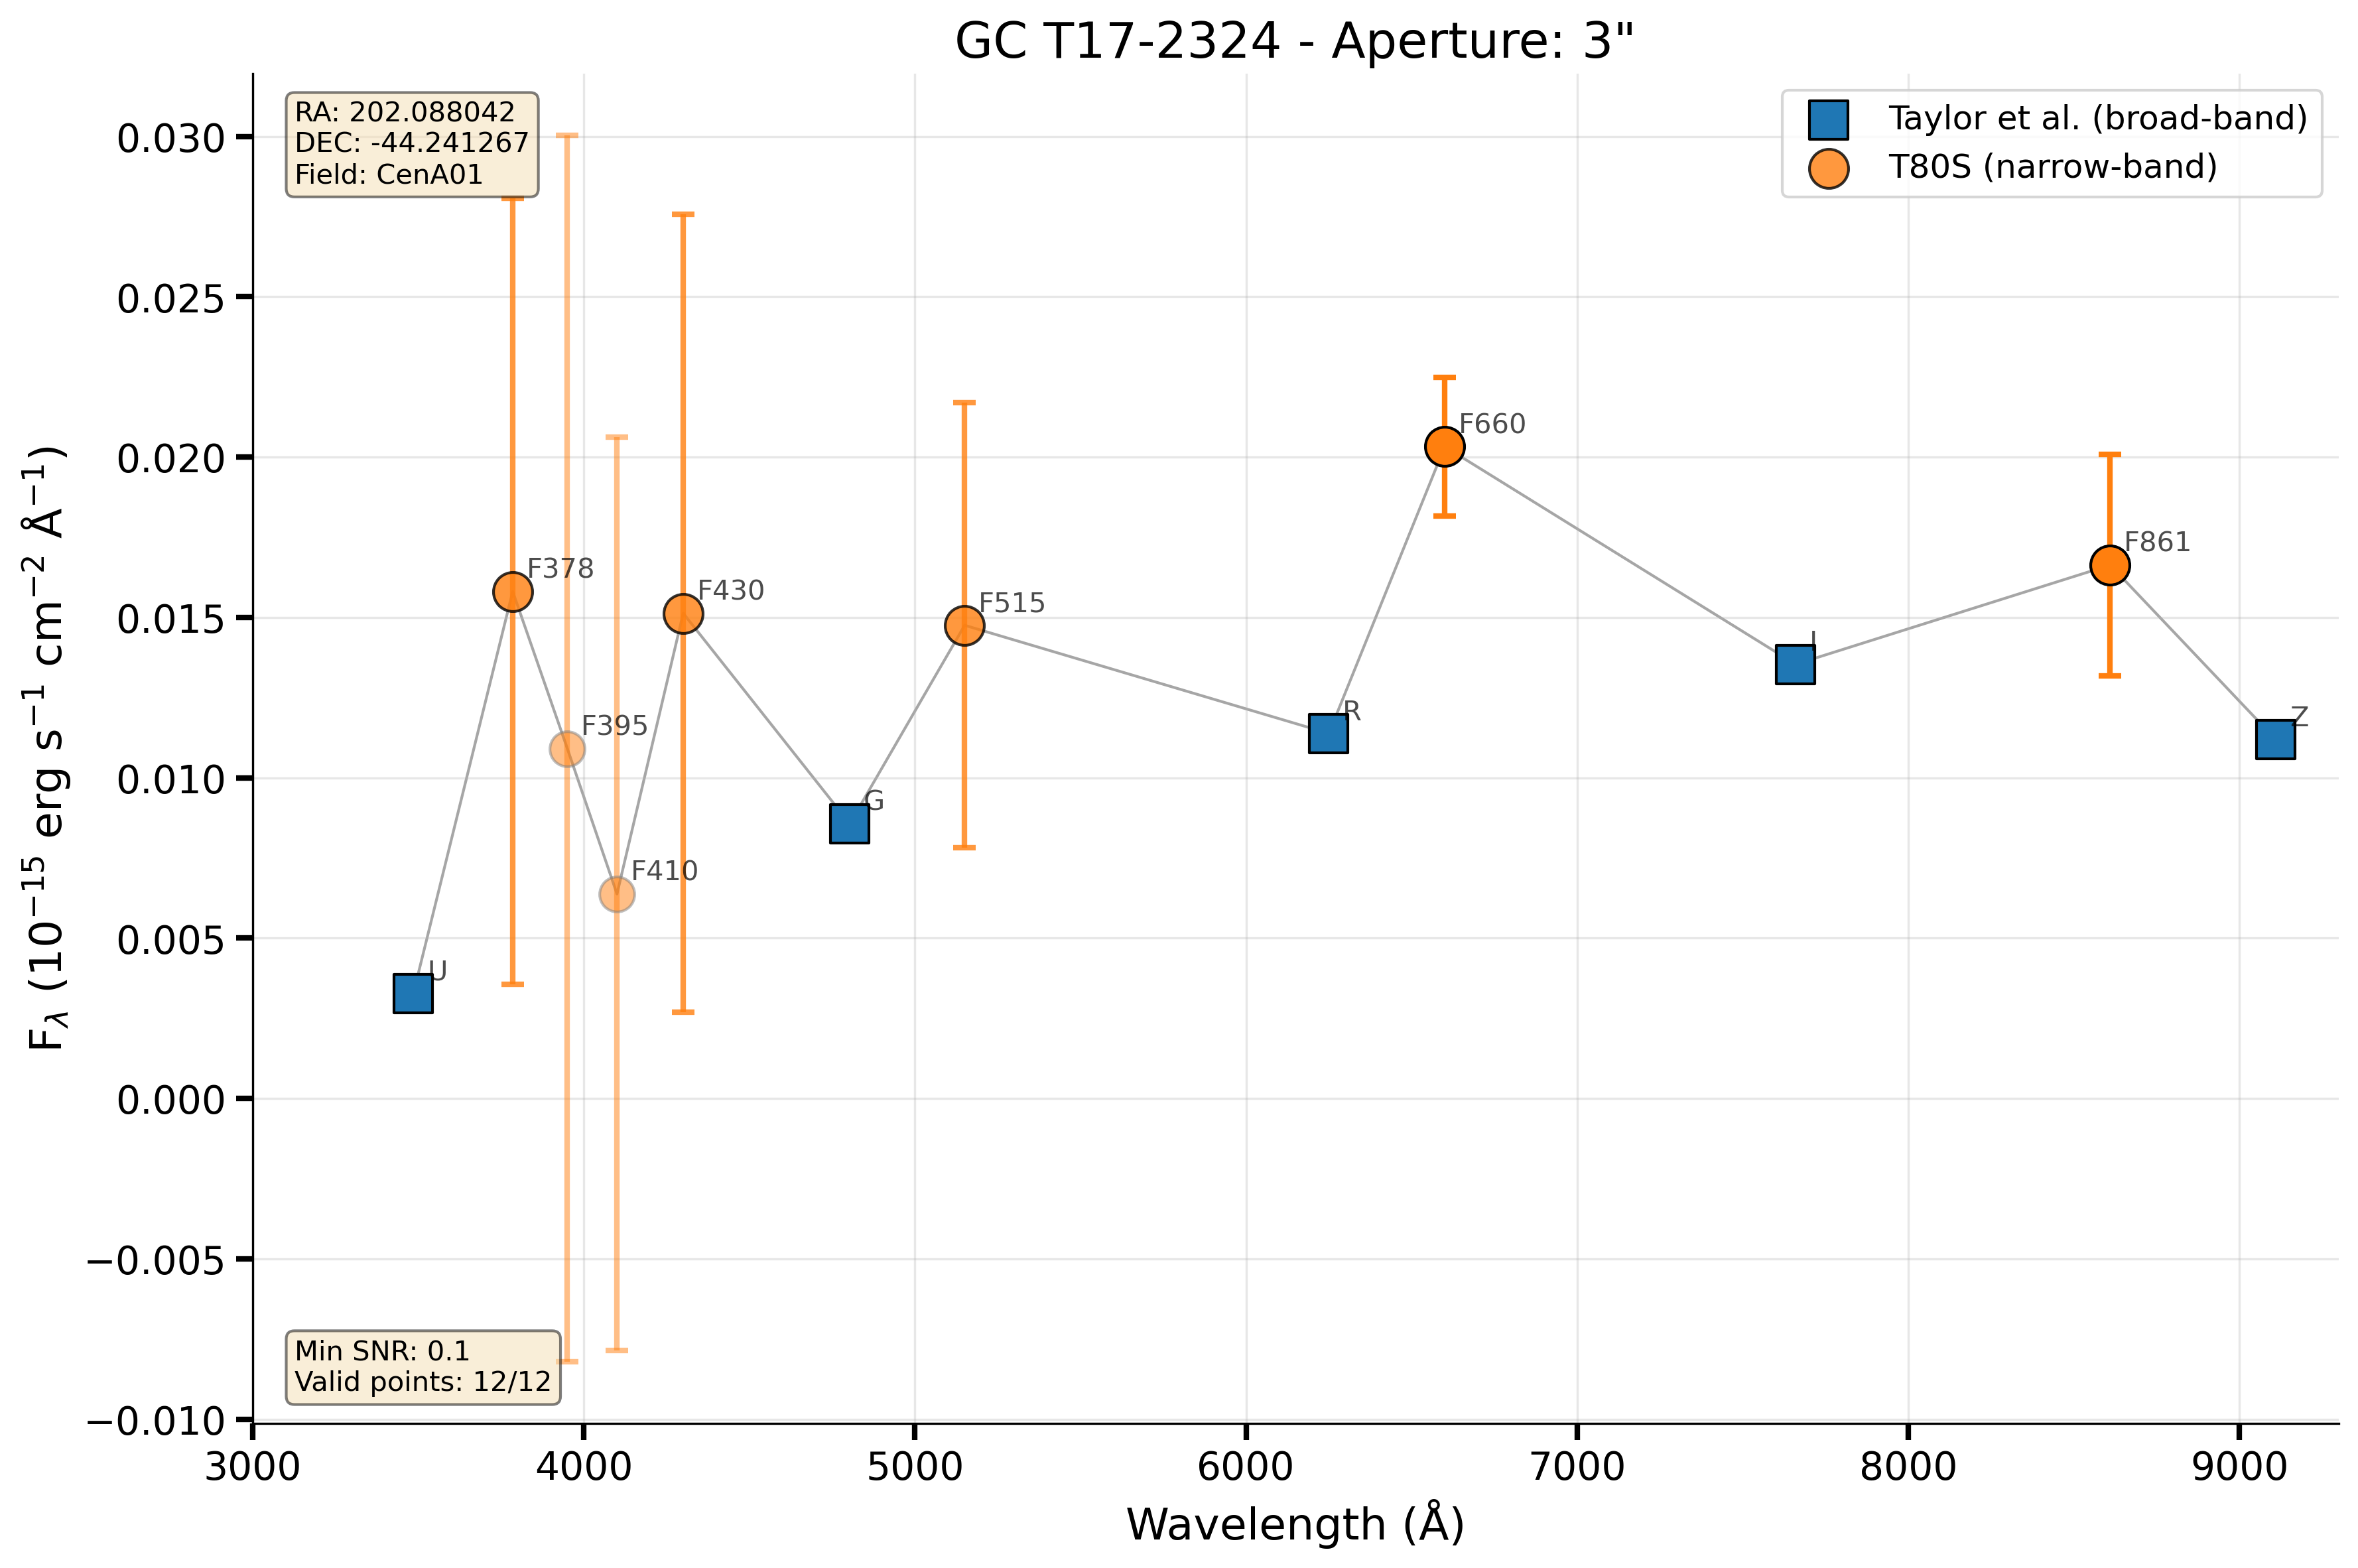 GC T17-2324 - Aperture: 3"
RA: 202.088042
DEC: -44.241267
Field: CenA01
Taylor et al. (broad-band)
T80S (narrow-band)
0.030
0.025
0.020
0.015
0.010
0.005
0.000
−0.005
−0.010
F_λ (10⁻¹⁵ erg s⁻¹ cm⁻² Å⁻¹)
U
F378
F395
F410
F430
G
F515
R
F660
I
F861
Z
Min SNR: 0.1
Valid points: 12/12
3000 4000 5000 6000 7000 8000 9000
Wavelength (Å)